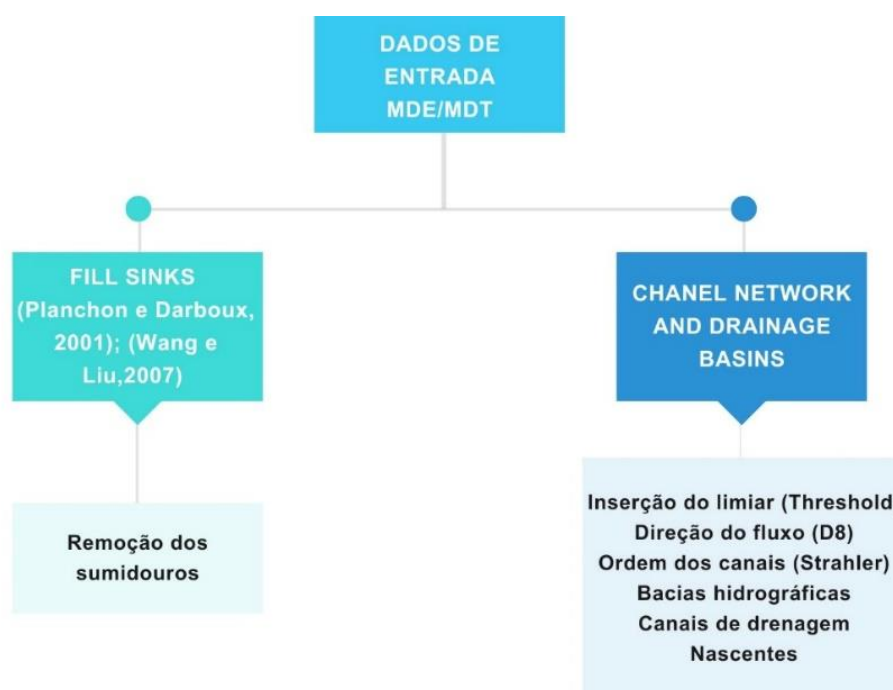 DADOS DE
ENTRADA
MDE/MDT
FILL SINKS
(Planchon e Darboux,
2001); (Wang e
Liu,2007)
CHANEL NETWORK
AND DRAINAGE
BASINS
Remoção dos
sumidouros
Inserção do limiar (Threshold
Direção do fluxo (D8)
Ordem dos canais (Strahler)
Bacias hidrográficas
Canais de drenagem
Nascentes